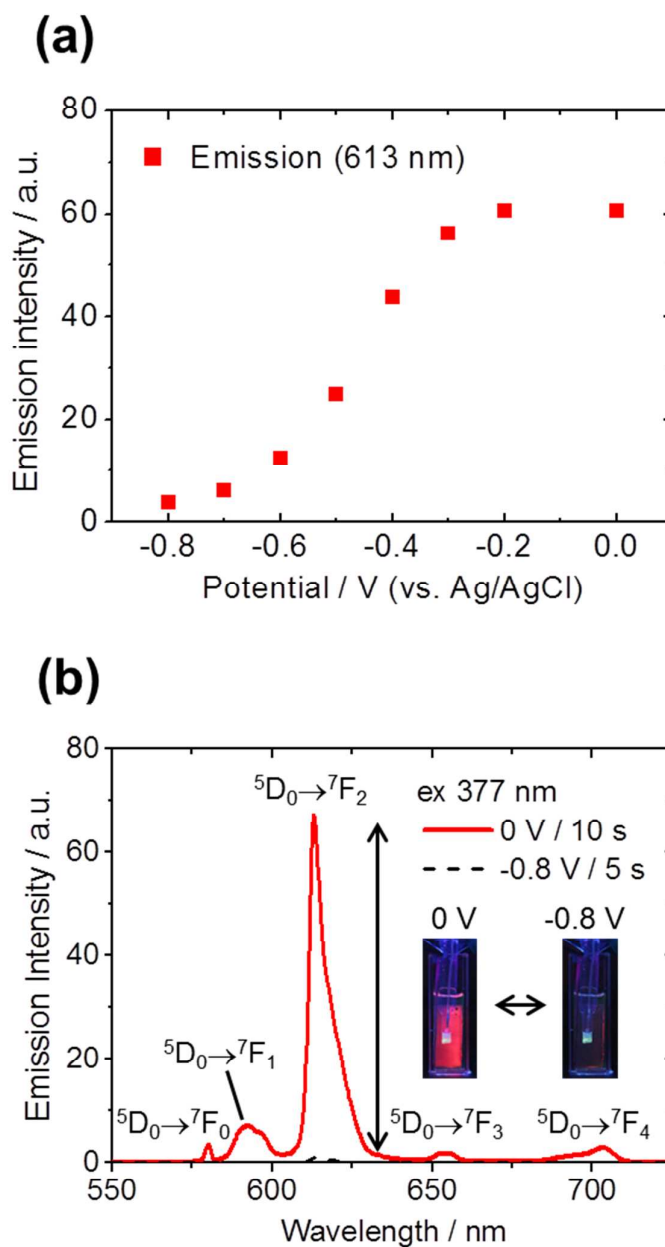 (a)
80
60
40
20
0
Emission intensity / a.u.
Emission (613 nm)
-0.8 -0.6 -0.4 -0.2 0.0
Potential / V (vs. Ag/AgCl)
(b)
80
60
40
20
0
Emission Intensity / a.u.
⁵D₀→⁷F₂
ex 377 nm
0 V / 10 s
-0.8 V / 5 s
0 V -0.8 V
⁵D₀→⁷F₁
⁵D₀→⁷F₀
⁵D₀→⁷F₃
⁵D₀→⁷F₄
550 600 650 700
Wavelength / nm